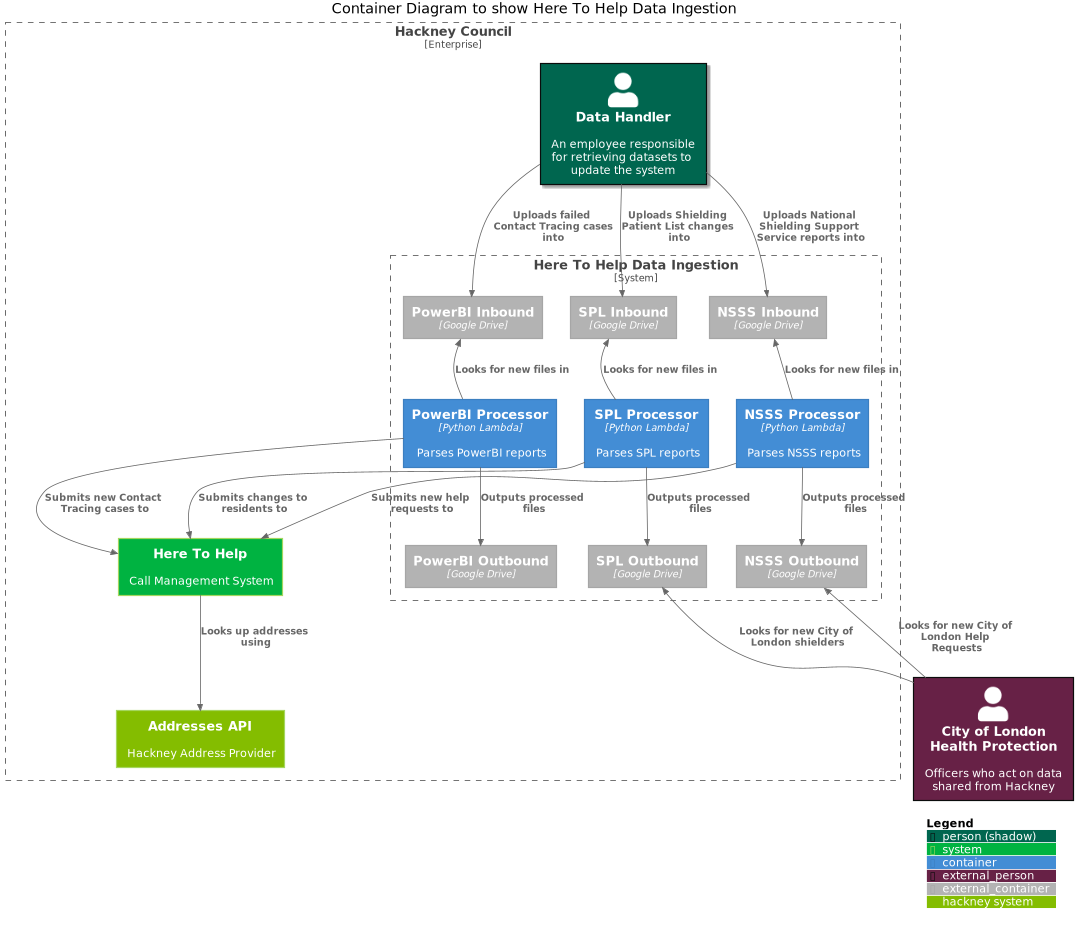 Container Diagram to show Here To Help Data Ingestion
Hackney Council
[Enterprise]
Data Handler
An employee responsible
for retrieving datasets to
update the system
Uploads failed
Contact Tracing cases
into
Uploads Shielding
Patient List changes
into
Uploads National
Shielding Support
Service reports into
Here To Help Data Ingestion
[System]
PowerBI Inbound
[Google Drive]
SPL Inbound
[Google Drive]
NSSS Inbound
[Google Drive]
Looks for new files in
Looks for new files in
Looks for new files in
PowerBI Processor
[Python Lambda]
Parses PowerBI reports
SPL Processor
[Python Lambda]
Parses SPL reports
NSSS Processor
[Python Lambda]
Parses NSSS reports
Submits new Contact
Tracing cases to
Submits changes to
residents to
Submits new help
requests to
Outputs processed
files
Outputs processed
files
Outputs processed
files
Here To Help
Call Management System
PowerBI Outbound
[Google Drive]
SPL Outbound
[Google Drive]
NSSS Outbound
[Google Drive]
Looks up addresses
using
Looks for new City of
London shielders
Looks for new City of
London Help
Requests
Addresses API
Hackney Address Provider
City of London
Health Protection
Officers who act on data
shared from Hackney
Legend
person (shadow)
system
container
external_person
external_container
hackney system